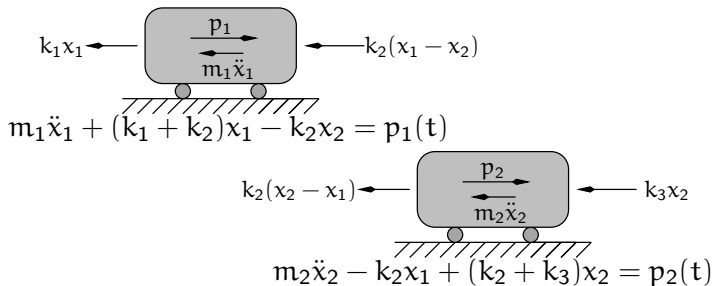 p₁
k₁x₁
k₂(x₁ − x₂)
m₁ẍ₁
m₁ẍ₁ + (k₁ + k₂)x₁ − k₂x₂ = p₁(t)
p₂
k₂(x₂ − x₁)
k₃x₂
m₂ẍ₂
m₂ẍ₂ − k₂x₁ + (k₂ + k₃)x₂ = p₂(t)